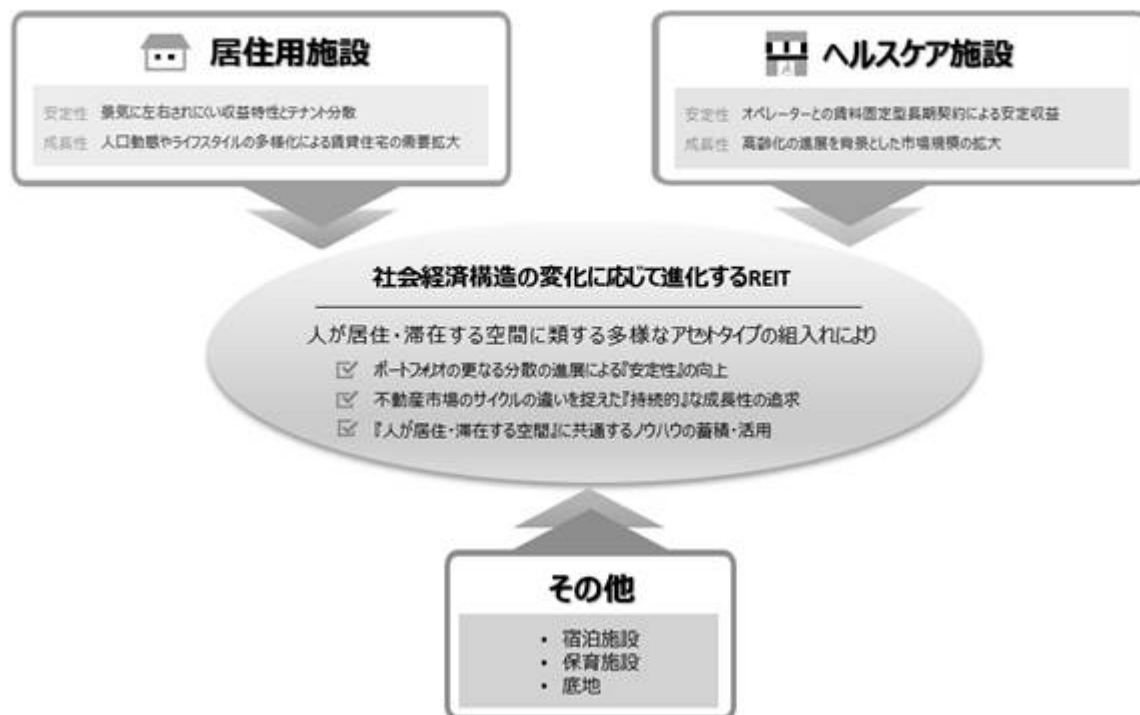 居住用施設
安定性 景気に左右されにくい収益特性とテナント分散
成長性 人口動態やライフスタイルの多様化による賃貸住宅の需要拡大
ヘルスケア施設
安定性 オペレーターとの賃料固定型長期契約による安定収益
成長性 高齢化の進展を背景とした市場規模の拡大
社会経済構造の変化に応じて進化するREIT
人が居住・滞在する空間に類する多様なアセットタイプの組入れにより
ポートフォリオの更なる分散の進展による『安定性』の向上
不動産市場のサイクルの違いを捉えた『持続的』な成長性の追求
『人が居住・滞在する空間』に共通するノウハウの蓄積・活用
その他
• 宿泊施設
• 保育施設
• 底地